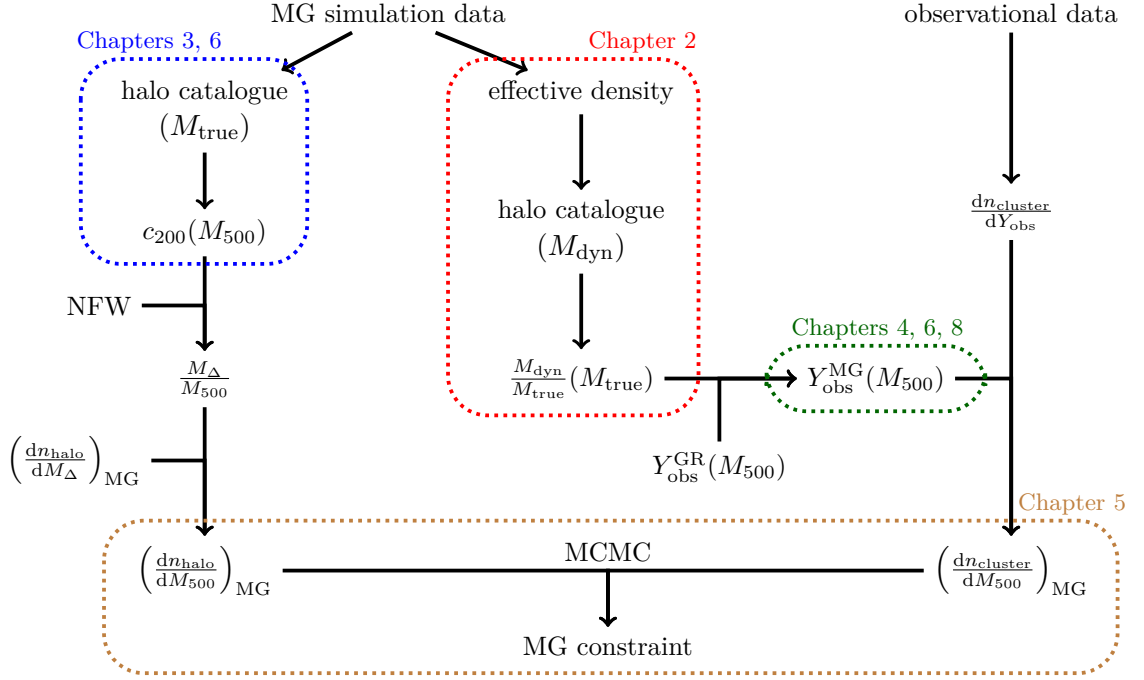 MG simulation data
observational data
Chapters 3, 6
Chapter 2
halo catalogue
(M_true)
effective density
halo catalogue
(M_dyn)
c_200(M_500)
dn_cluster/dY_obs
NFW
Chapters 4, 6, 8
M_Δ/M_500
M_dyn/M_true(M_true)
Y_obs^MG(M_500)
(dn_halo/dM_Δ)_MG
Y_obs^GR(M_500)
Chapter 5
(dn_halo/dM_500)_MG
MCMC
(dn_cluster/dM_500)_MG
MG constraint